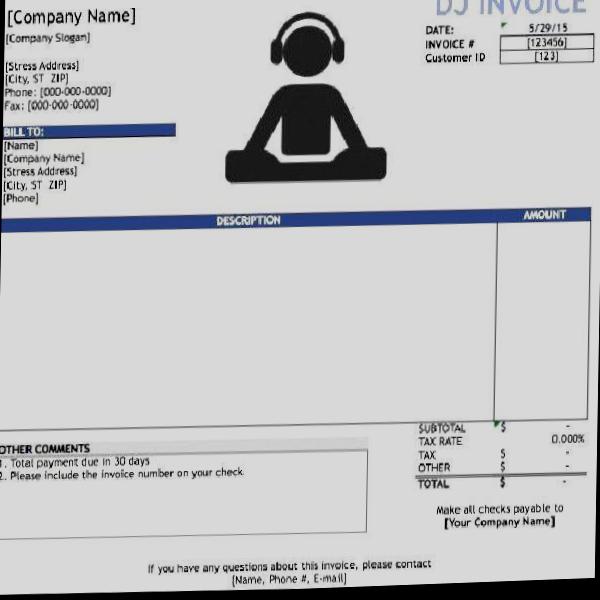 [Company Name]
DJ INVOICE
[Company Slogan]
DATE: 5/29/15
INVOICE # [123456]
Customer ID [123]
[Stress Address]
[City, ST ZIP]
Phone: [000-000-0000]
Fax: [000-000-0000]
BILL TO:
[Name]
[Company Name]
[Stress Address]
[City, ST ZIP]
[Phone]
DESCRIPTION AMOUNT
SUBTOTAL $ -
TAX RATE 0.000%
TAX $ -
OTHER $ -
TOTAL $ -
OTHER COMMENTS
1. Total payment due in 30 days
2. Please include the invoice number on your check
Make all checks payable to
[Your Company Name]
If you have any questions about this invoice, please contact
[Name, Phone #, E-mail]